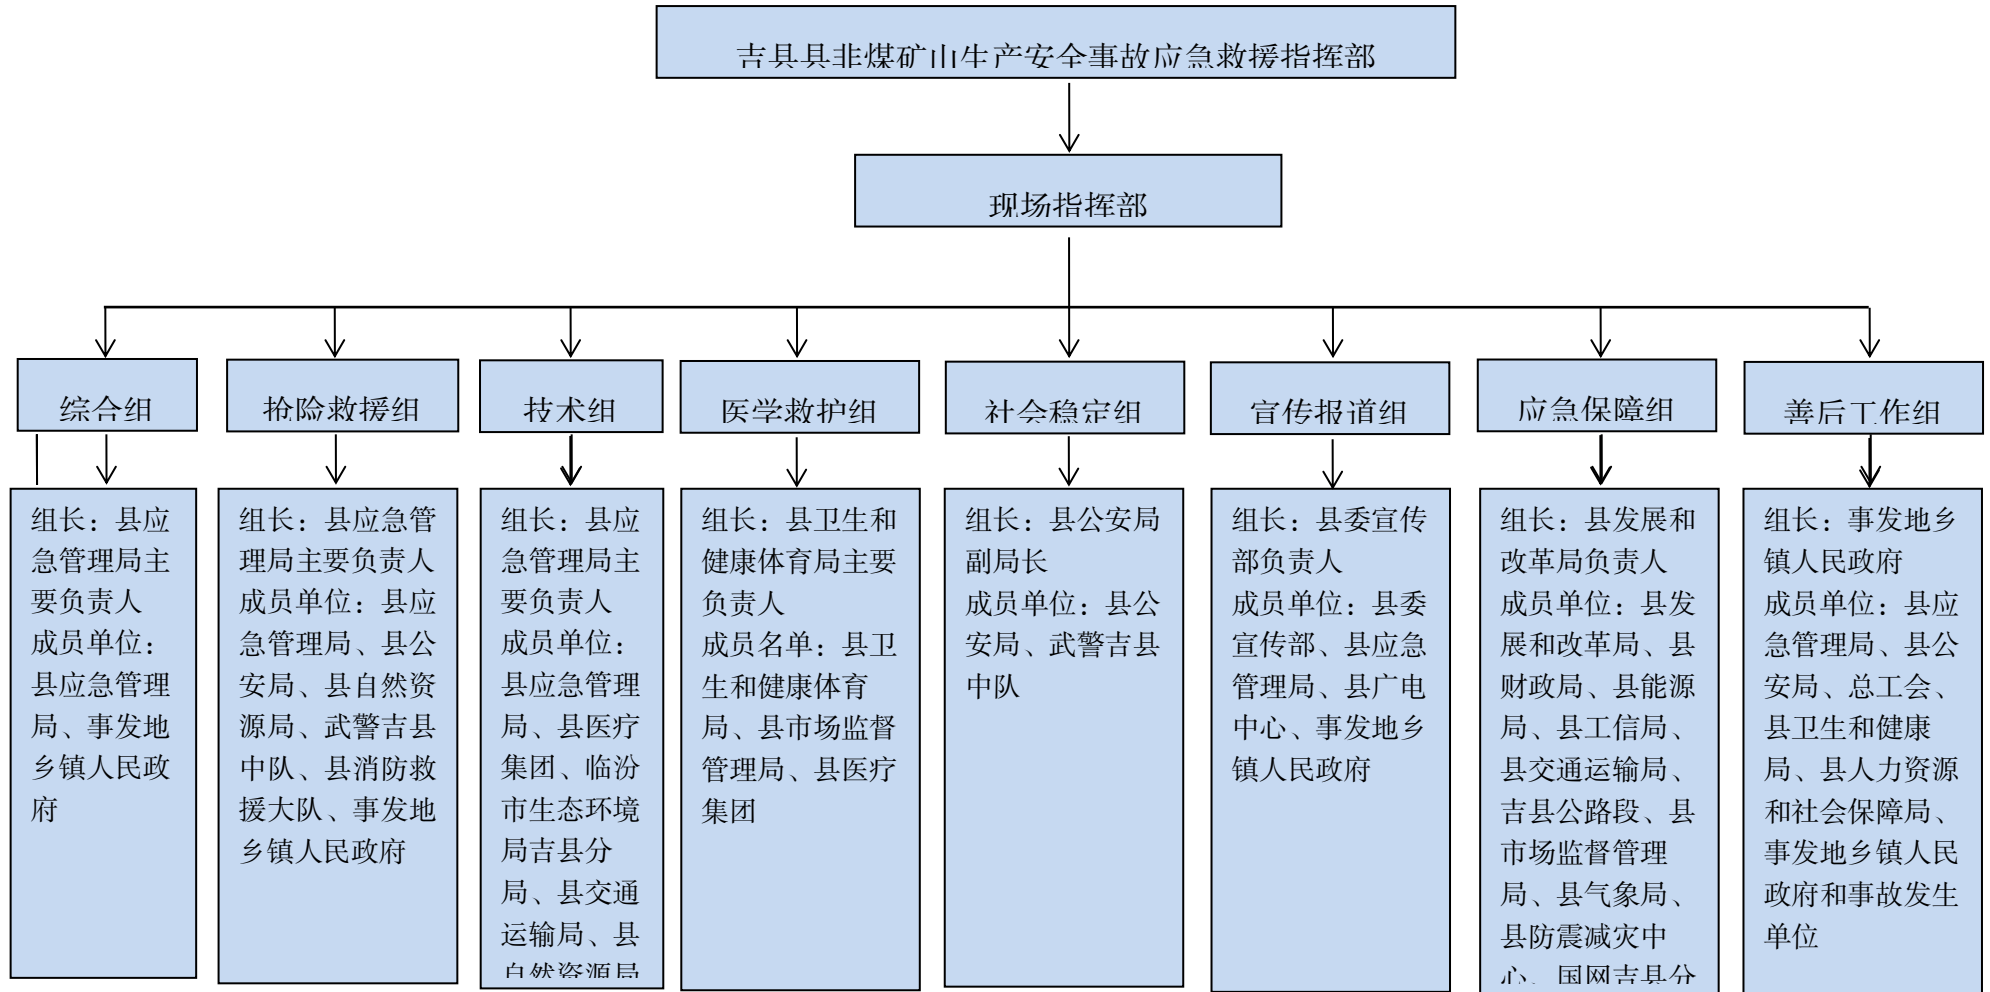 吉县县非煤矿山生产安全事故应急救援指挥部
现场指挥部
综合组
抢险救援组
技术组
医学救护组
社会稳定组
宣传报道组
应急保障组
善后工作组
组长：县应
急管理局主
要负责人
成员单位：
县应急管理
局、事发地
乡镇人民政
府
组长：县应急管
理局主要负责人
成员单位：县应
急管理局、县公
安局、县自然资
源局、武警吉县
中队、县消防救
援大队、事发地
乡镇人民政府
组长：县应
急管理局主
要负责人
成员单位：
县应急管理
局、县医疗
集团、临汾
市生态环境
局吉县分
局、县交通
运输局、县
自然资源局
组长：县卫生和
健康体育局主要
负责人
成员名单：县卫
生和健康体育
局、县市场监督
管理局、县医疗
集团
组长：县公安局
副局长
成员单位：县公
安局、武警吉县
中队
组长：县委宣传
部负责人
成员单位：县委
宣传部、县应急
管理局、县广电
中心、事发地乡
镇人民政府
组长：县发展和
改革局负责人
成员单位：县发
展和改革局、县
财政局、县能源
局、县工信局、
县交通运输局、
吉县公路段、县
市场监督管理
局、县气象局、
县防震减灾中
心、国网吉县分
组长：事发地乡
镇人民政府
成员单位：县应
急管理局、县公
安局、总工会、
县卫生和健康
局、县人力资源
和社会保障局、
事发地乡镇人民
政府和事故发生
单位